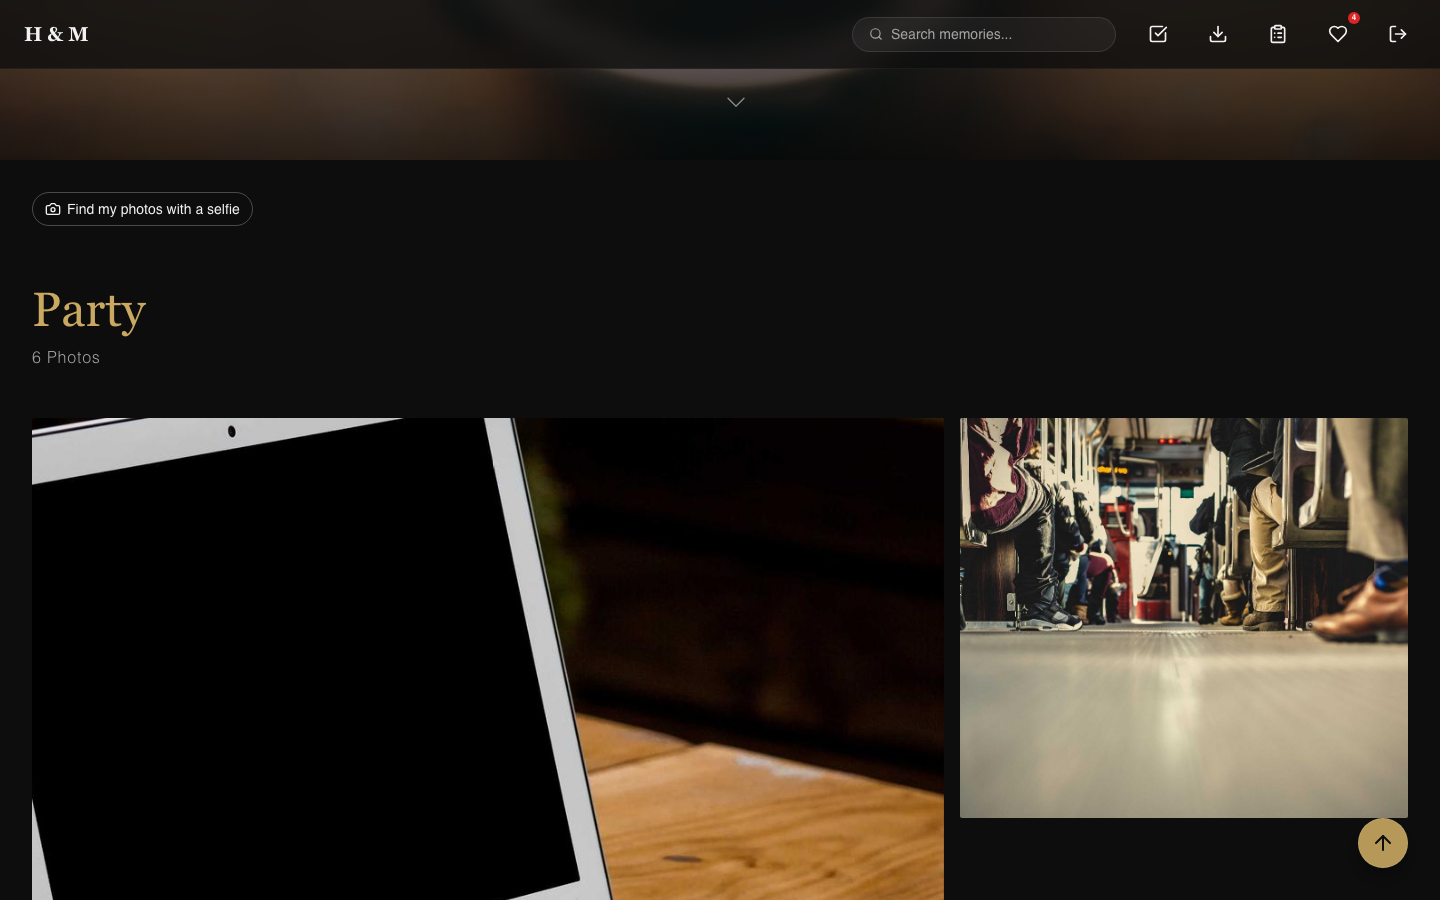 H & M
Search memories...
4
Find my photos with a selfie
Party
6 Photos